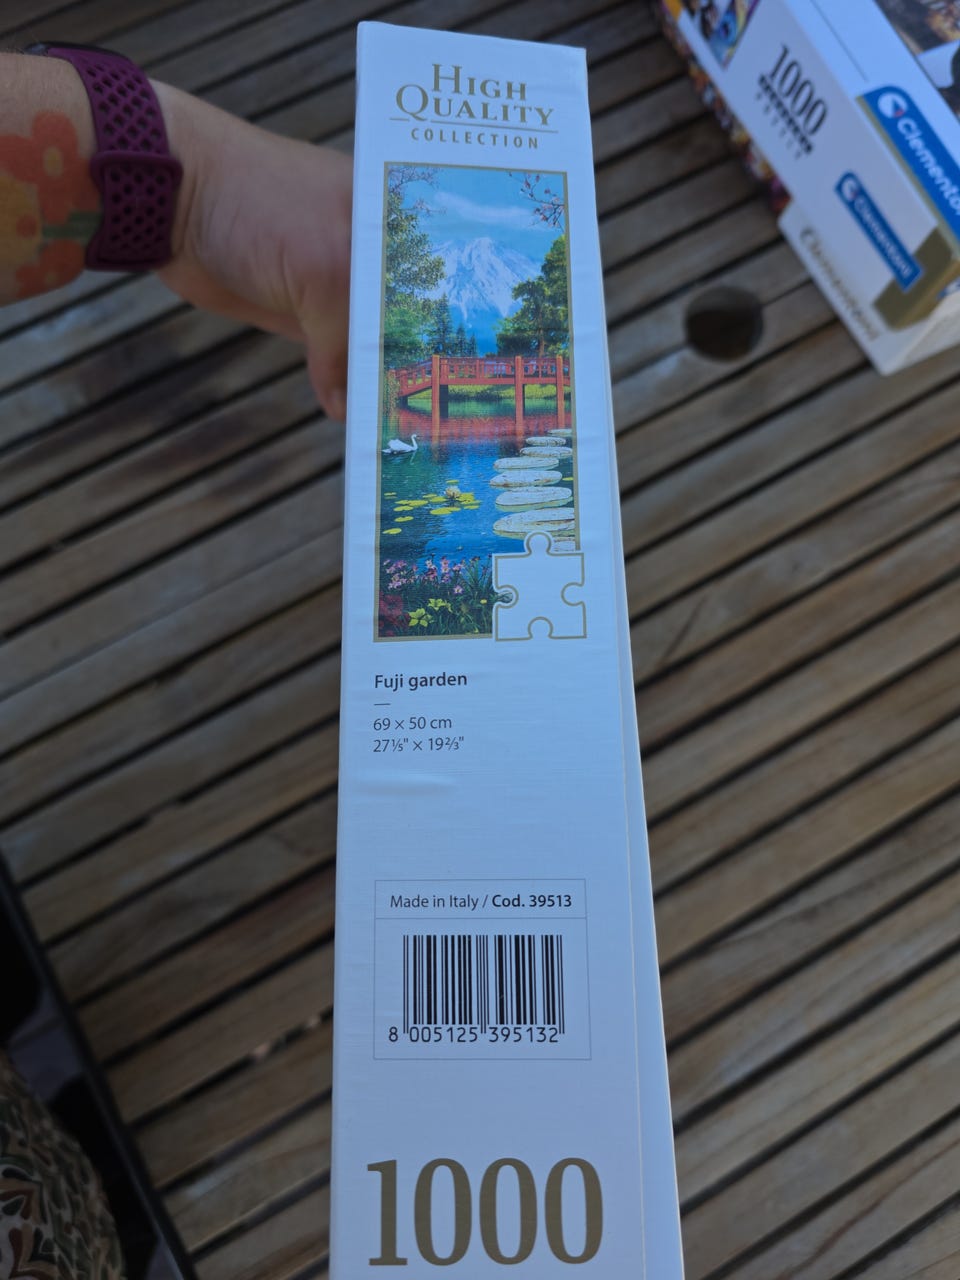 HIGH
QUALITY
COLLECTION
Fuji garden
69 × 50 cm
27⅕" × 19⅔"
Made in Italy / Cod. 39513
8 005125 395132
1000
1000
Clementoni